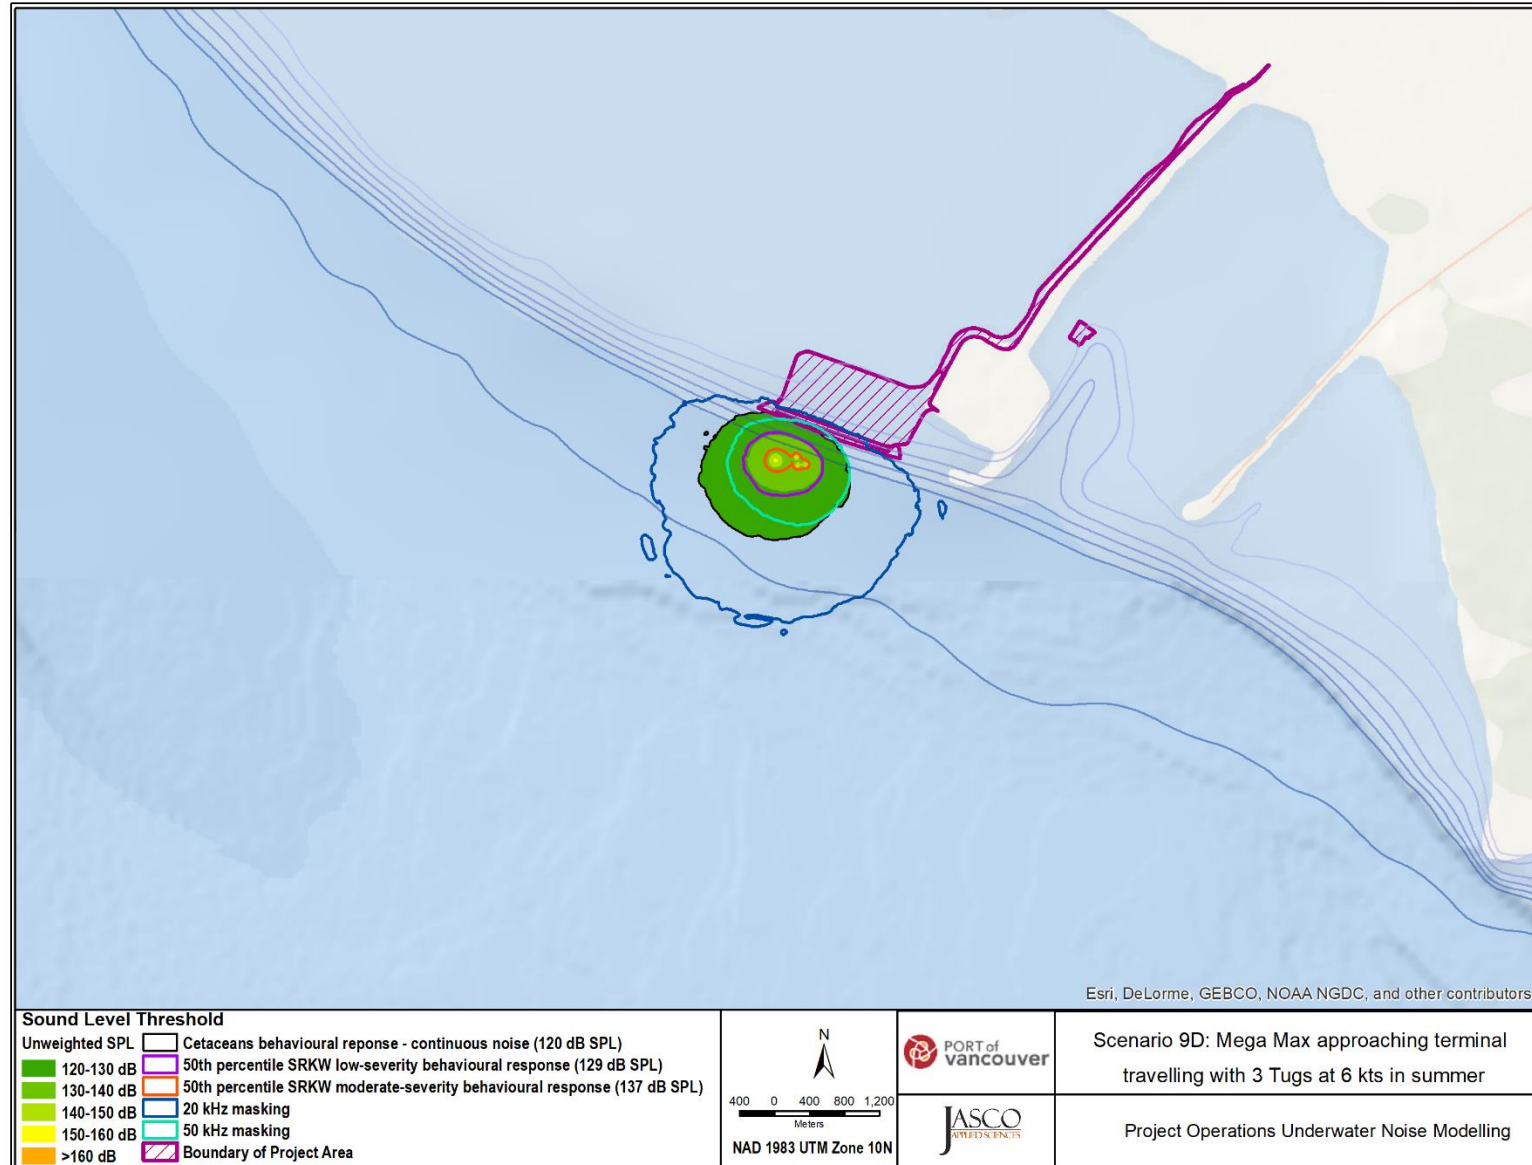 Esri, DeLorme, GEBCO, NOAA NGDC, and other contributors
Sound Level Threshold
Unweighted SPL
120-130 dB
130-140 dB
140-150 dB
150-160 dB
>160 dB
Cetaceans behavioural reponse - continuous noise (120 dB SPL)
50th percentile SRKW low-severity behavioural response (129 dB SPL)
50th percentile SRKW moderate-severity behavioural response (137 dB SPL)
20 kHz masking
50 kHz masking
Boundary of Project Area
N
400 0 400 800 1,200
Meters
NAD 1983 UTM Zone 10N
PORT of
vancouver
JASCO
APPLIED SCIENCES
Scenario 9D: Mega Max approaching terminal
travelling with 3 Tugs at 6 kts in summer
Project Operations Underwater Noise Modelling